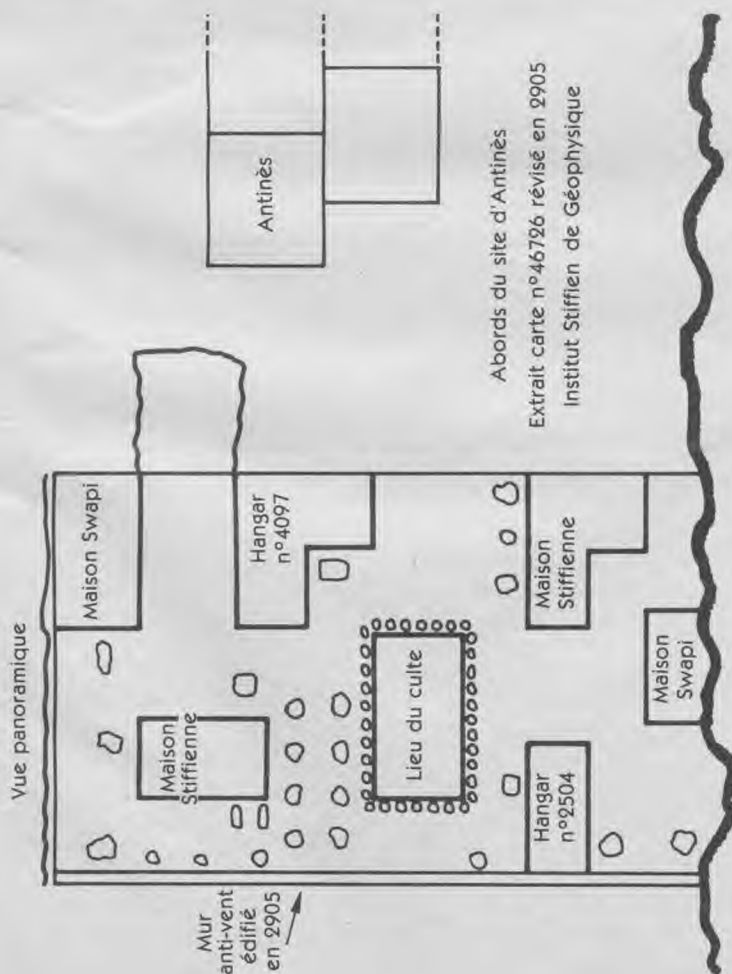 Vue panoramique
Maison Swapi
Antinès
Maison
Stiffienne
Hangar
n°4097
Mur
anti-vent
édifié
en 2905
Lieu du culte
Abords du site d'Antinès
Extrait carte n°46726 révisé en 2905
Institut Stiffien de Géophysique
Hangar
n°2504
Maison
Stiffienne
Maison
Swapi